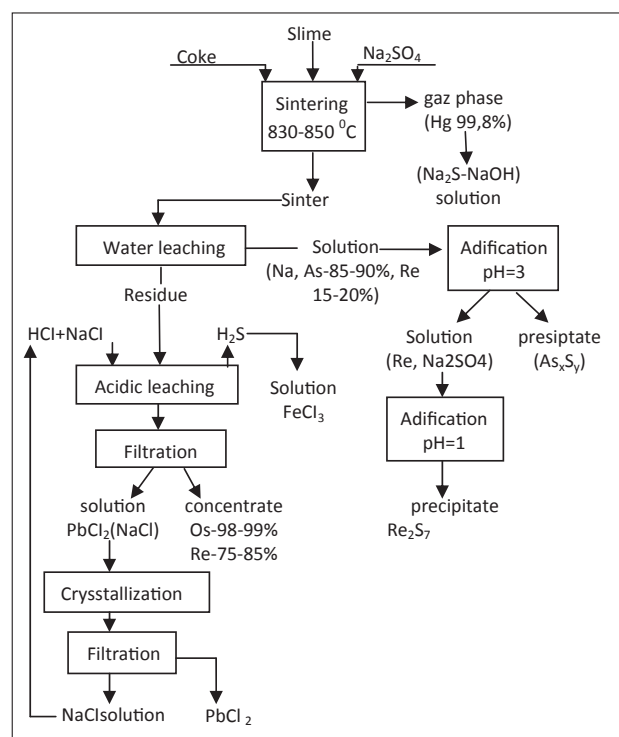 Slime
Coke
Na₂SO₄
Sintering
830-850 ⁰C
gaz phase
(Hg 99,8%)
(Na₂S-NaOH)
solution
Sinter
Water leaching
Solution
(Na, As-85-90%, Re
15-20%)
Adification
pH=3
Residue
HCl+NaCl
H₂S
Solution
(Re, Na2SO4)
presiptate
(AsₓSᵧ)
Acidic leaching
Solution
FeCl₃
Adification
pH=1
Filtration
solution
PbCl₂(NaCl)
concentrate
Os-98-99%
Re-75-85%
precipitate
Re₂S₇
Crysstallization
Filtration
NaClsolution
PbCl ₂